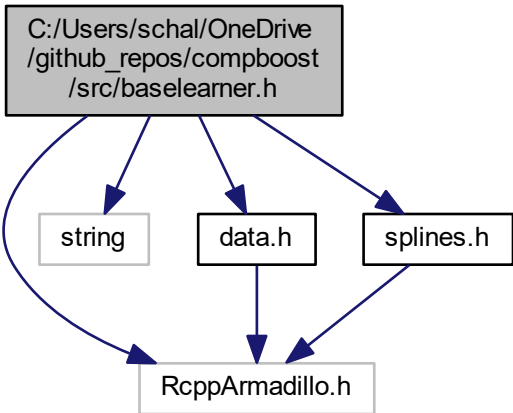 C:/Users/schal/OneDrive
/github_repos/compboost
/src/baselearner.h
string
data.h
splines.h
RcppArmadillo.h